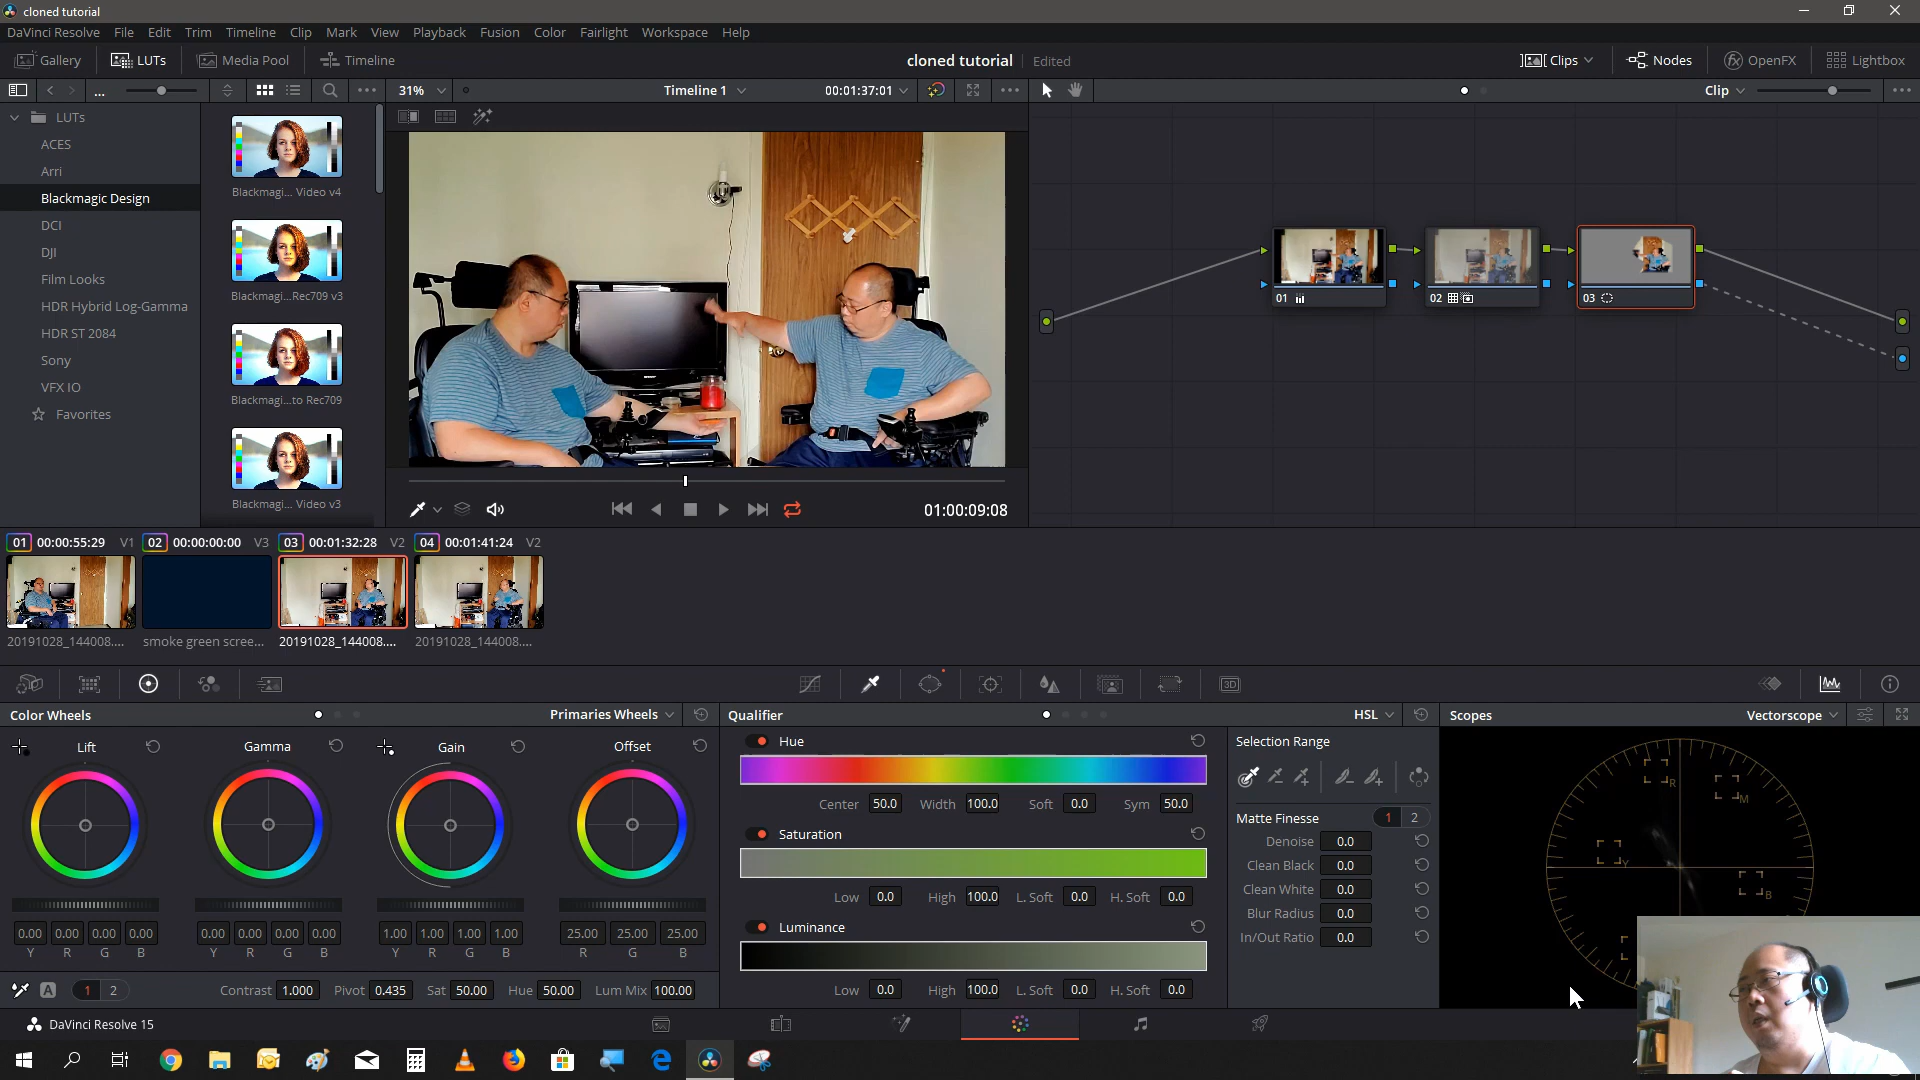 cloned tutorial
DaVinci Resolve File Edit Trim Timeline Clip Mark View Playback Fusion Color Fairlight Workspace Help
Gallery LUTs Media Pool Timeline cloned tutorial Edited Clips Nodes OpenFX Lightbox
... 31% Timeline 1 00:01:37:01 Clip
LUTs
ACES
Arri
Blackmagic Design
DCI
DJI
Film Looks
HDR Hybrid Log-Gamma
HDR ST 2084
Sony
VFX IO
Favorites
Blackmagi... Video v4
Blackmagi...Rec709 v3
Blackmagi...to Rec709
Blackmagi... Video v3
01:00:09:08
01
02
03
01 00:00:55:29 V1 02 00:00:00:00 V3 03 00:01:32:28 V2 04 00:01:41:24 V2
20191028_144008.... smoke green scree... 20191028_144008.... 20191028_144008....
3D
Color Wheels Primaries Wheels
Lift Gamma Gain Offset
0.00 0.00 0.00 0.00 0.00 0.00 0.00 0.00 1.00 1.00 1.00 1.00 25.00 25.00 25.00
Y R G B Y R G B Y R G B R G B
A 1 2 Contrast 1.000 Pivot 0.435 Sat 50.00 Hue 50.00 Lum Mix 100.00
Qualifier HSL
Hue
Center 50.0 Width 100.0 Soft 0.0 Sym 50.0
Saturation
Low 0.0 High 100.0 L. Soft 0.0 H. Soft 0.0
Luminance
Low 0.0 High 100.0 L. Soft 0.0 H. Soft 0.0
Selection Range
Matte Finesse 1 2
Denoise 0.0
Clean Black 0.0
Clean White 0.0
Blur Radius 0.0
In/Out Ratio 0.0
Scopes Vectorscope
R
M
Y
B
DaVinci Resolve 15